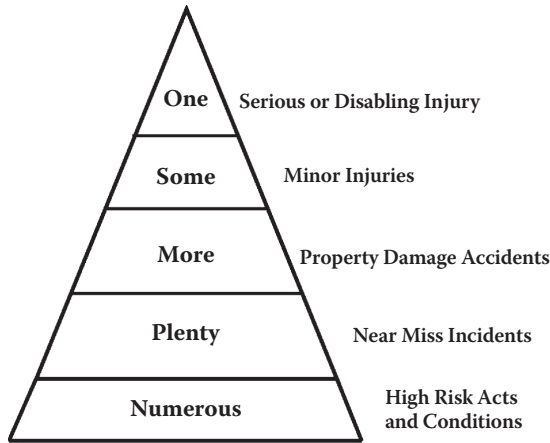 One
Serious or Disabling Injury
Some
Minor Injuries
More
Property Damage Accidents
Plenty
Near Miss Incidents
Numerous
High Risk Acts
and Conditions